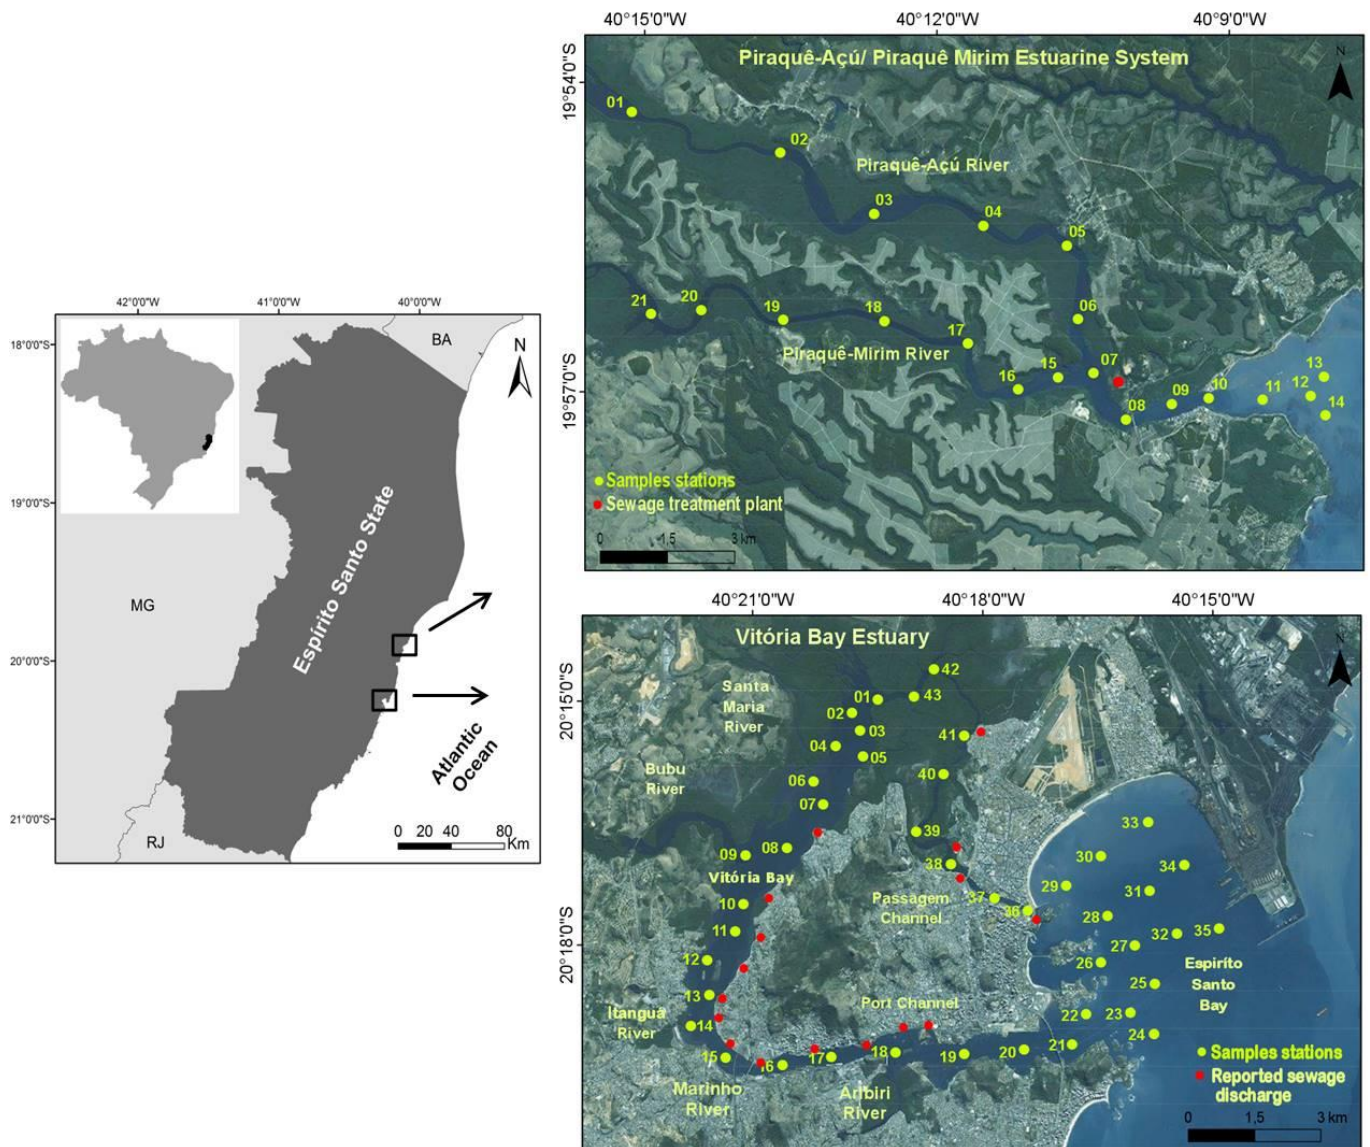 42°0'0"W
41°0'0"W
40°0'0"W
18°0'0"S
19°0'0"S
20°0'0"S
21°0'0"S
BA
N
MG
Espírito Santo State
RJ
Atlantic
Ocean
0 20 40 80
Km
40°15'0"W
40°12'0"W
40°9'0"W
19°54'0"S
19°57'0"S
Piraquê-Açú/ Piraquê Mirim Estuarine System
N
01
02
Piraquê-Açú River
03
04
05
21
20
19
18
06
17
Piraquê-Mirim River
16
15
07
08
09
10
11
12
13
14
Samples stations
Sewage treatment plant
0 1,5 3 km
40°21'0"W
40°18'0"W
40°15'0"W
20°15'0"S
20°18'0"S
Vitória Bay Estuary
N
42
Santa
Maria
River
01
43
02
03
41
04
05
Bubu
River
40
06
07
39
33
09
08
38
30
34
Vitória Bay
29
31
10
Passagem
Channel
37
36
28
11
32
35
27
12
26
Espiríto
Santo
Bay
25
13
Port Channel
Itanguá
River
14
22
23
24
15
16
17
18
19
20
21
Marinho
River
Aribiri
River
Samples stations
Reported sewage
discharge
0 1,5 3 km